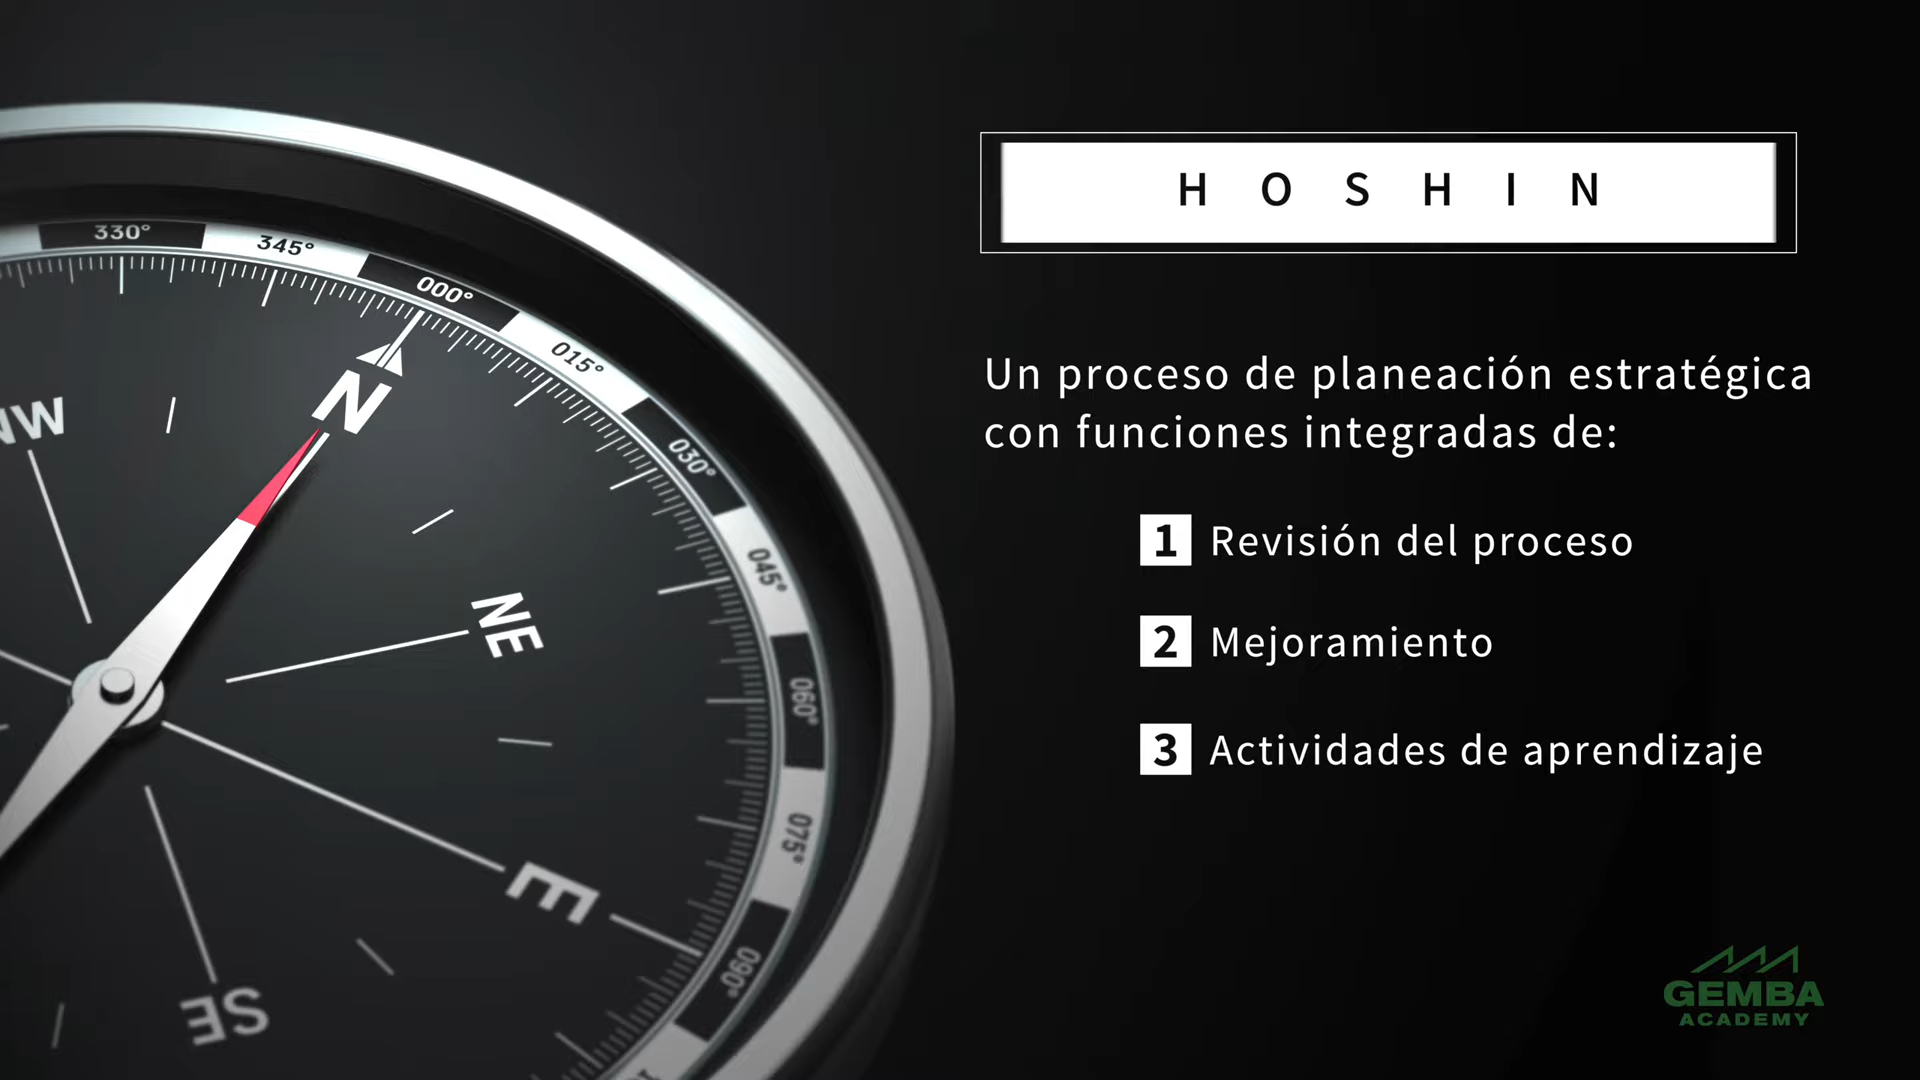 HOSHIN
Un proceso de planeación estratégica
con funciones integradas de:
1 Revisión del proceso
2 Mejoramiento
3 Actividades de aprendizaje
330°
345°
000°
015°
030°
045°
060°
075°
090°
NW
N
NE
E
SE
GEMBA
ACADEMY